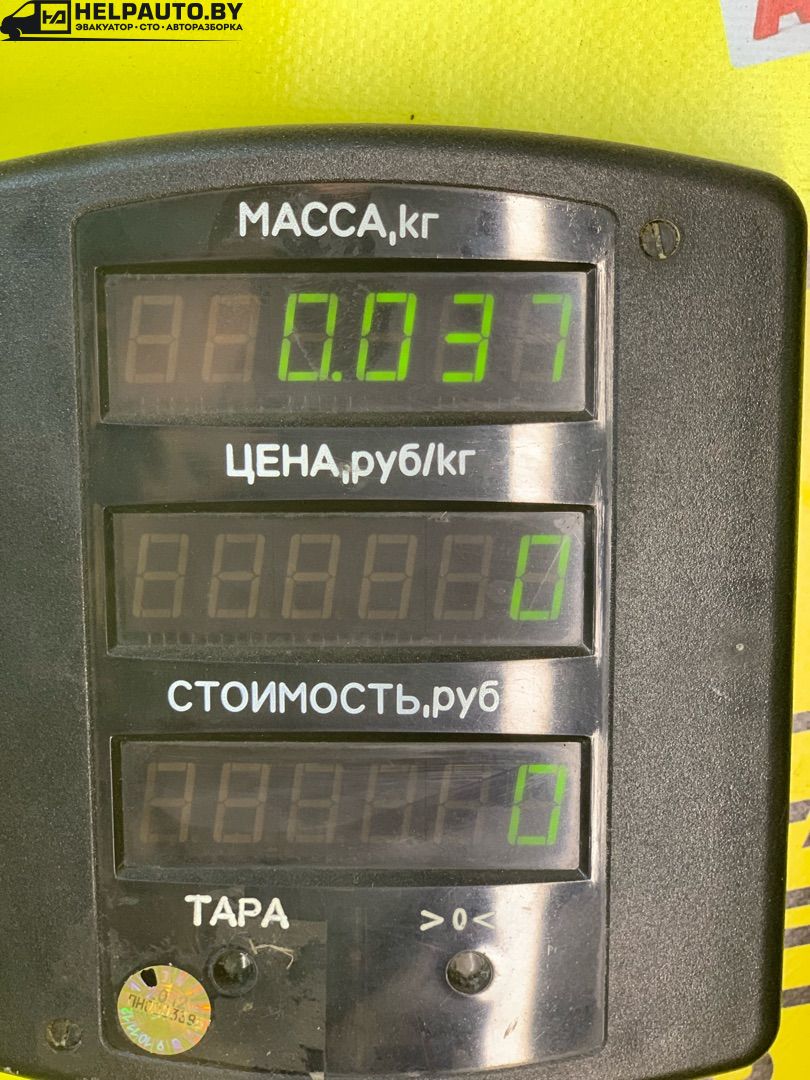 HELPAUTO.BY
ЭВАКУАТОР • СТО • АВТОРАЗБОРКА
МАССА,кг
0.037
ЦЕНА,руб/кг
0
СТОИМОСТЬ,руб
0
ТАРА >0<